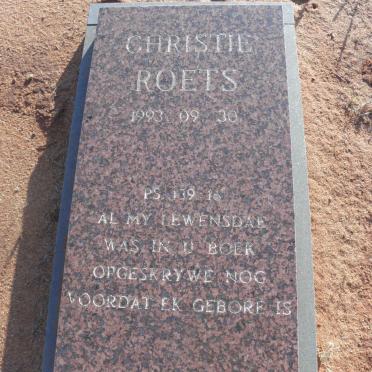 CHRISTIE
ROETS
1993 09 30
PS 139 16
AL MY LEWENSDAE
WAS IN U BOEK
OPGESKRYWE NOG
VOORDAT EK GEBORE IS